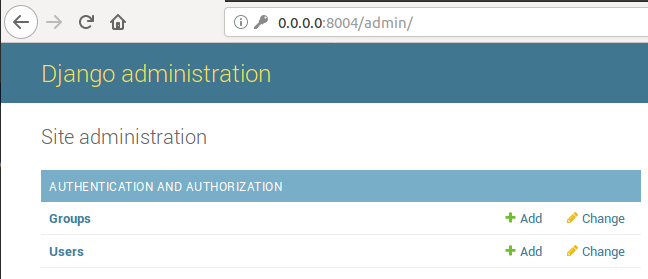 0.0.0.0:8004/admin/
Django administration
Site administration
AUTHENTICATION AND AUTHORIZATION
Groups Add Change
Users Add Change